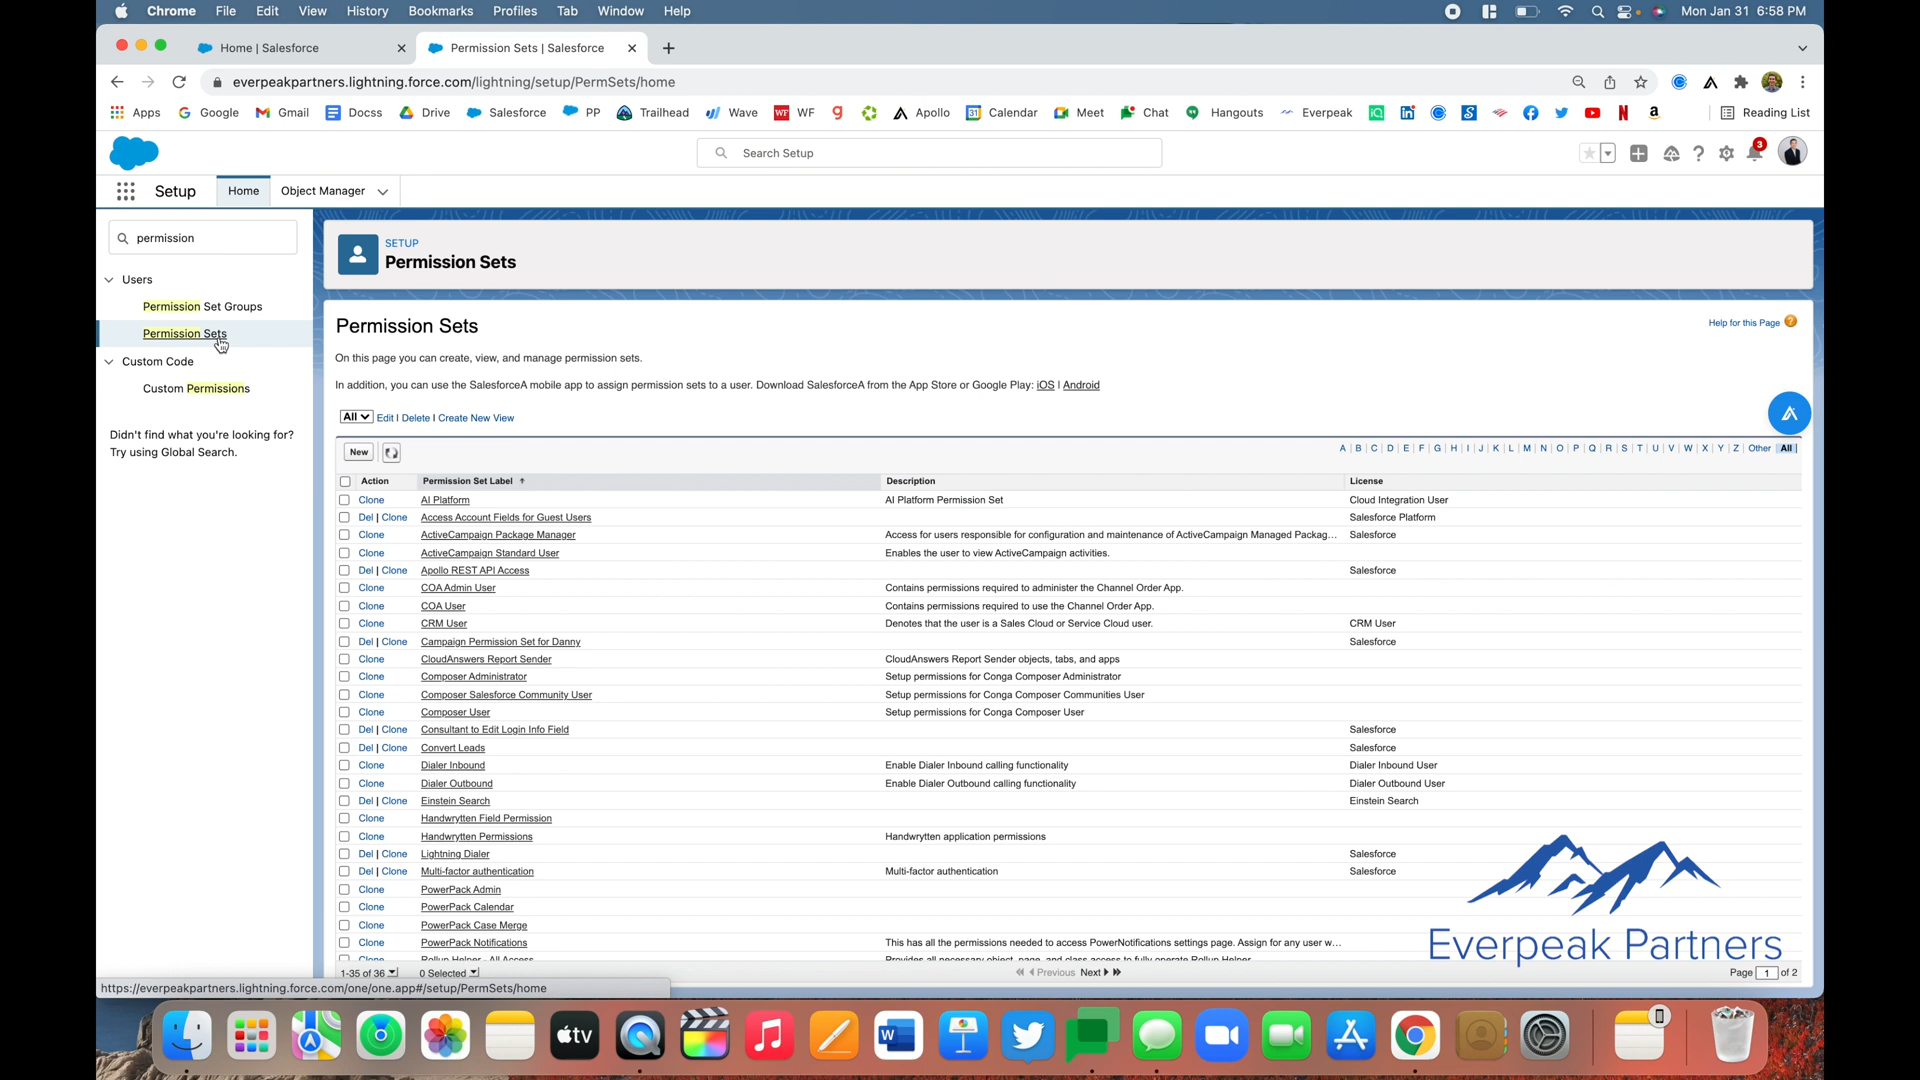 Chrome File Edit View History Bookmarks Profiles Tab Window Help Mon Jan 31 6:58 PM
Home | Salesforce Permission Sets | Salesforce
everpeakpartners.lightning.force.com/lightning/setup/PermSets/home
Apps Google Gmail Docss Drive Salesforce PP Trailhead Wave WF Apollo Calendar Meet Chat Hangouts Everpeak Reading List
Search Setup 3
Setup Home Object Manager
permission
Users
Permission Set Groups
Permission Sets
Custom Code
Custom Permissions
Didn't find what you're looking for?
Try using Global Search.
SETUP
Permission Sets
Permission Sets
Help for this Page ?
On this page you can create, view, and manage permission sets.
In addition, you can use the SalesforceA mobile app to assign permission sets to a user. Download SalesforceA from the App Store or Google Play: iOS | Android
All Edit | Delete | Create New View
New A | B | C | D | E | F | G | H | I | J | K | L | M | N | O | P | Q | R | S | T | U | V | W | X | Y | Z | Other All |
Action Permission Set Label Description License
Clone AI Platform AI Platform Permission Set Cloud Integration User
Del | Clone Access Account Fields for Guest Users Salesforce Platform
Clone ActiveCampaign Package Manager Access for users responsible for configuration and maintenance of ActiveCampaign Managed Packag... Salesforce
Clone ActiveCampaign Standard User Enables the user to view ActiveCampaign activities.
Del | Clone Apollo REST API Access Salesforce
Clone COA Admin User Contains permissions required to administer the Channel Order App.
Clone COA User Contains permissions required to use the Channel Order App.
Clone CRM User Denotes that the user is a Sales Cloud or Service Cloud user. CRM User
Del | Clone Campaign Permission Set for Danny Salesforce
Clone CloudAnswers Report Sender CloudAnswers Report Sender objects, tabs, and apps
Clone Composer Administrator Setup permissions for Conga Composer Administrator
Clone Composer Salesforce Community User Setup permissions for Conga Composer Communities User
Clone Composer User Setup permissions for Conga Composer User
Del | Clone Consultant to Edit Login Info Field Salesforce
Del | Clone Convert Leads Salesforce
Clone Dialer Inbound Enable Dialer Inbound calling functionality Dialer Inbound User
Clone Dialer Outbound Enable Dialer Outbound calling functionality Dialer Outbound User
Del | Clone Einstein Search Einstein Search
Clone Handwrytten Field Permission
Clone Handwrytten Permissions Handwrytten application permissions
Del | Clone Lightning Dialer Salesforce
Del | Clone Multi-factor authentication Multi-factor authentication Salesforce
Clone PowerPack Admin
Clone PowerPack Calendar
Clone PowerPack Case Merge
Clone PowerPack Notifications This has all the permissions needed to access PowerNotifications settings page. Assign for any user w...
Clone Rollup Helper - All Access Provides all necessary object, page, and class access to fully operate Rollup Helper
Everpeak Partners
1-35 of 36 0 Selected Previous Next Page 1 of 2
https://everpeakpartners.lightning.force.com/one/one.app#/setup/PermSets/home
tv W